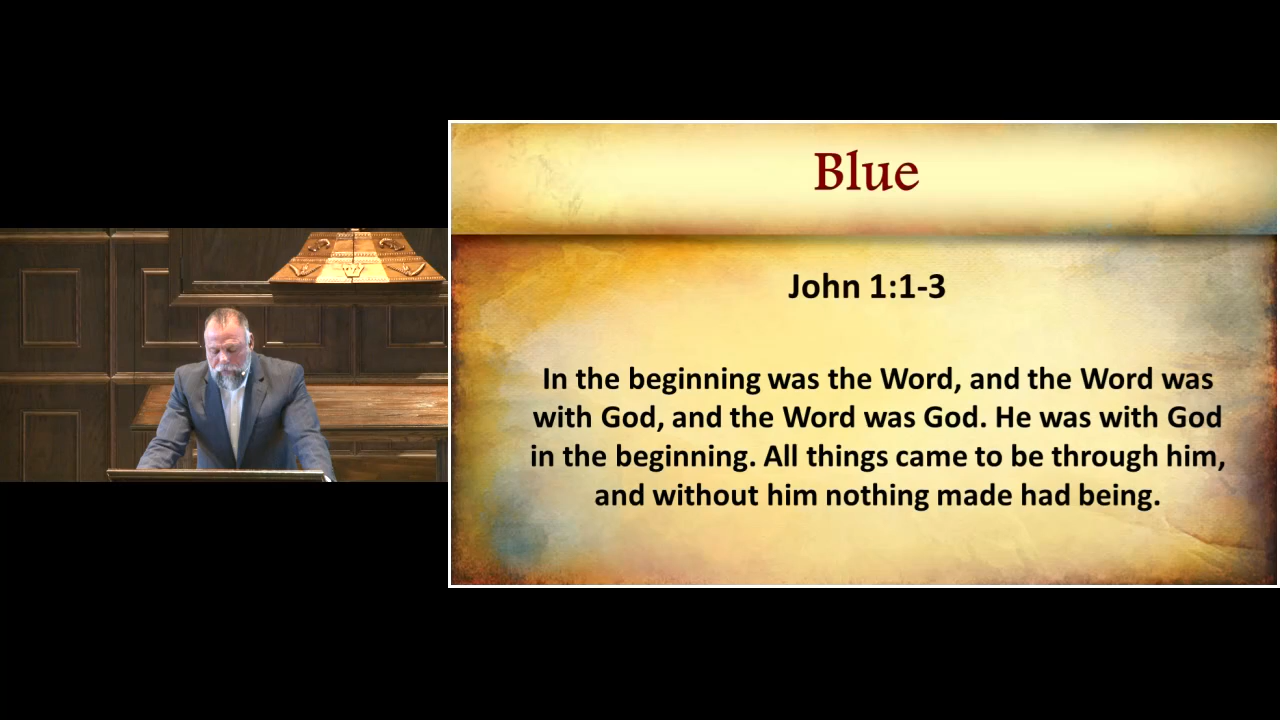 Blue
John 1:1-3
In the beginning was the Word, and the Word was
with God, and the Word was God. He was with God
in the beginning. All things came to be through him,
and without him nothing made had being.